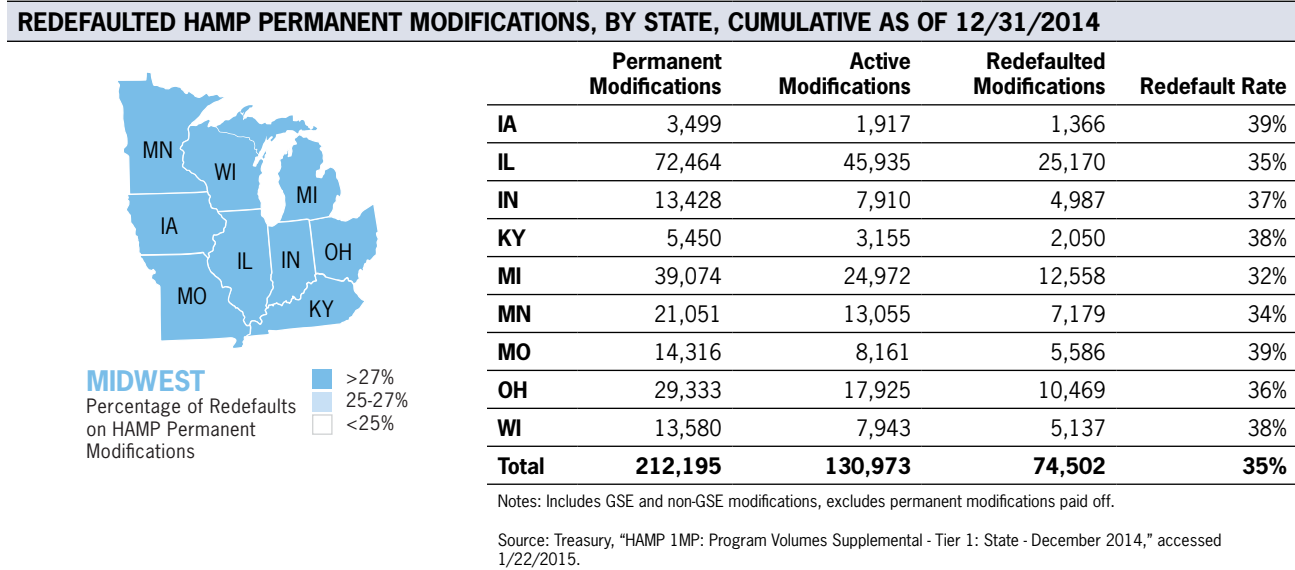 REDEFAULTED HAMP PERMANENT MODIFICATIONS, BY STATE, CUMULATIVE AS OF 12/31/2014
MN
WI
MI
IA
IL
IN
OH
MO
KY
MIDWEST
Percentage of Redefaults
on HAMP Permanent
Modifications
>27%
25-27%
<25%
Permanent Modifications Active Modifications Redefaulted Modifications Redefault Rate
IA 3,499 1,917 1,366 39%
IL 72,464 45,935 25,170 35%
IN 13,428 7,910 4,987 37%
KY 5,450 3,155 2,050 38%
MI 39,074 24,972 12,558 32%
MN 21,051 13,055 7,179 34%
MO 14,316 8,161 5,586 39%
OH 29,333 17,925 10,469 36%
WI 13,580 7,943 5,137 38%
Total 212,195 130,973 74,502 35%
Notes: Includes GSE and non-GSE modifications, excludes permanent modifications paid off.
Source: Treasury, “HAMP 1MP: Program Volumes Supplemental - Tier 1: State - December 2014,” accessed
1/22/2015.